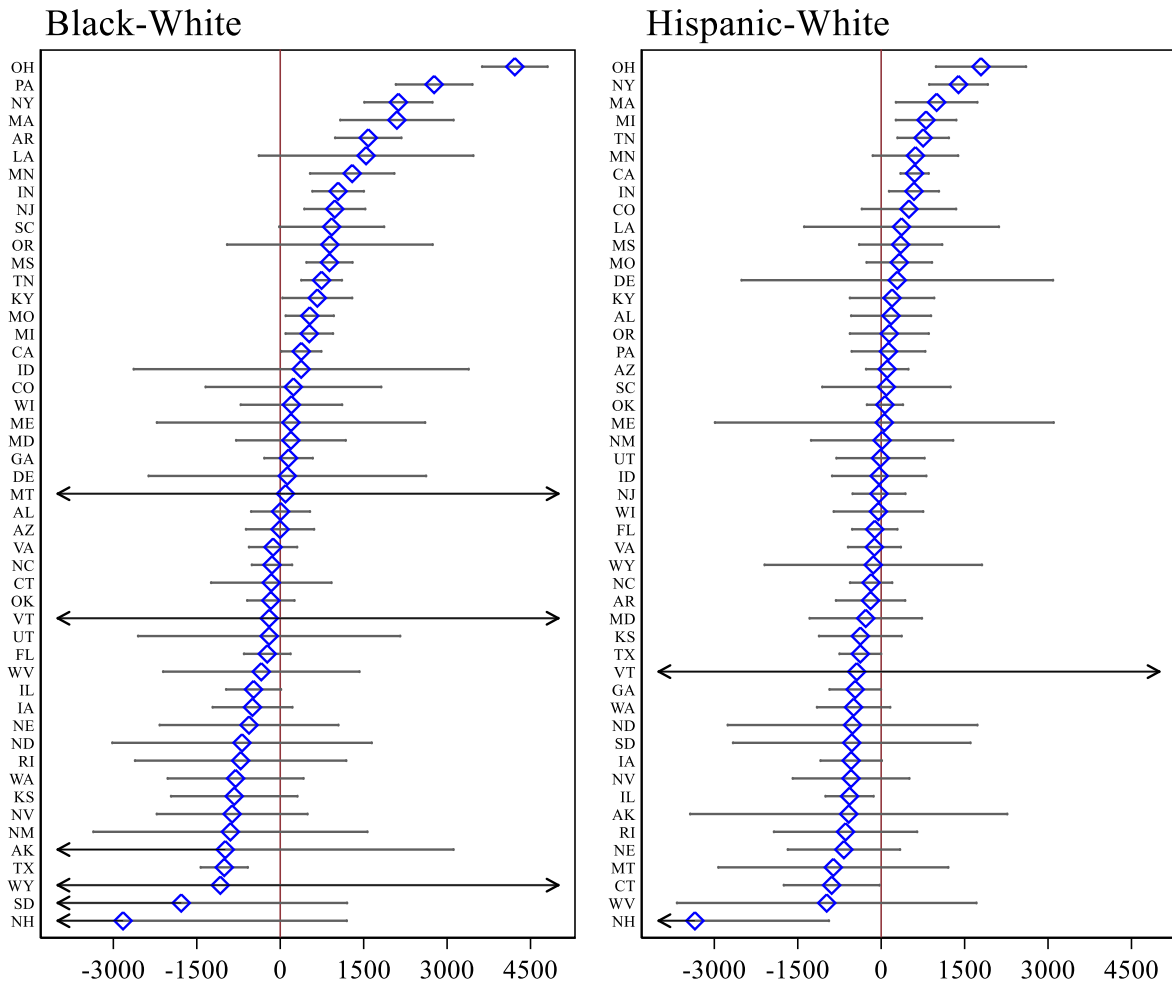 Black-White
OH
PA
NY
MA
AR
LA
MN
IN
NJ
SC
OR
MS
TN
KY
MO
MI
CA
ID
CO
WI
ME
MD
GA
DE
MT
AL
AZ
VA
NC
CT
OK
VT
UT
FL
WV
IL
IA
NE
ND
RI
WA
KS
NV
NM
AK
TX
WY
SD
NH
-3000 -1500 0 1500 3000 4500
Hispanic-White
OH
NY
MA
MI
TN
MN
CA
IN
CO
LA
MS
MO
DE
KY
AL
OR
PA
AZ
SC
OK
ME
NM
UT
ID
NJ
WI
FL
VA
WY
NC
AR
MD
KS
TX
VT
GA
WA
ND
SD
IA
NV
IL
AK
RI
NE
MT
CT
WV
NH
-3000 -1500 0 1500 3000 4500